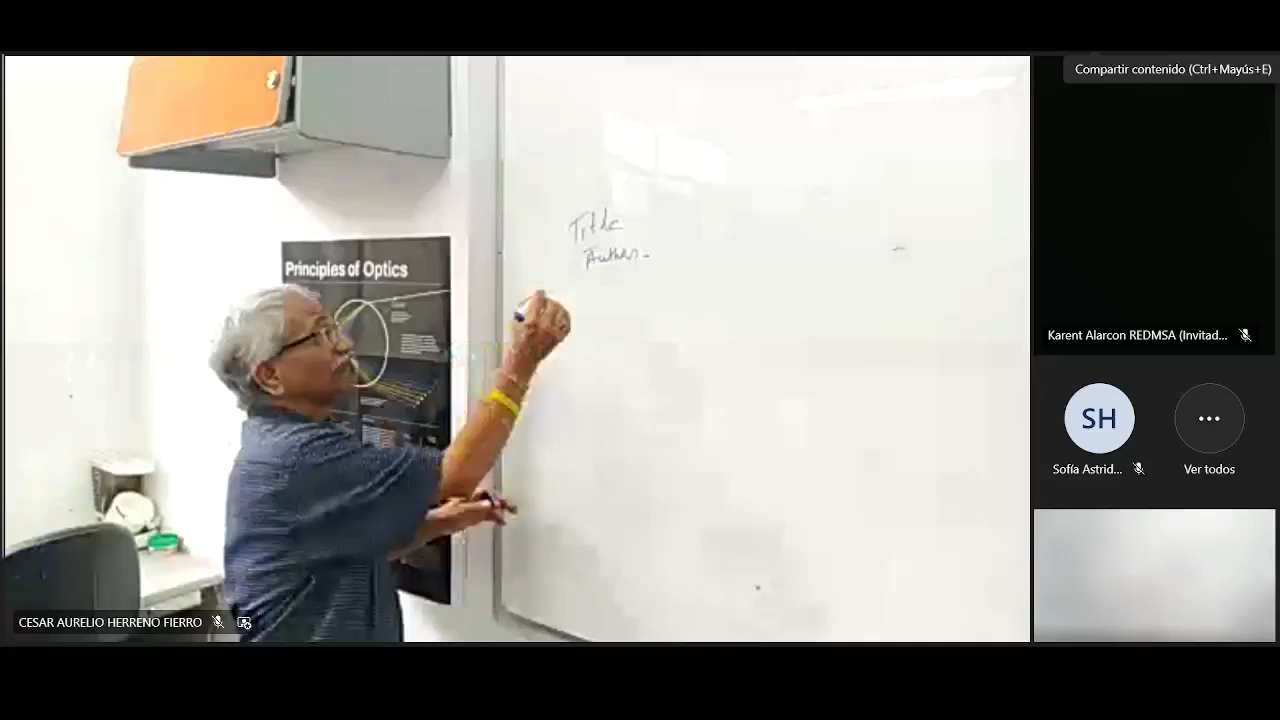 Compartir contenido (Ctrl+Mayús+E)
Principles of Optics
Title
Author
Karent Alarcon REDMSA (Invitad...
SH
Sofía Astrid...
Ver todos
CESAR AURELIO HERRENO FIERRO